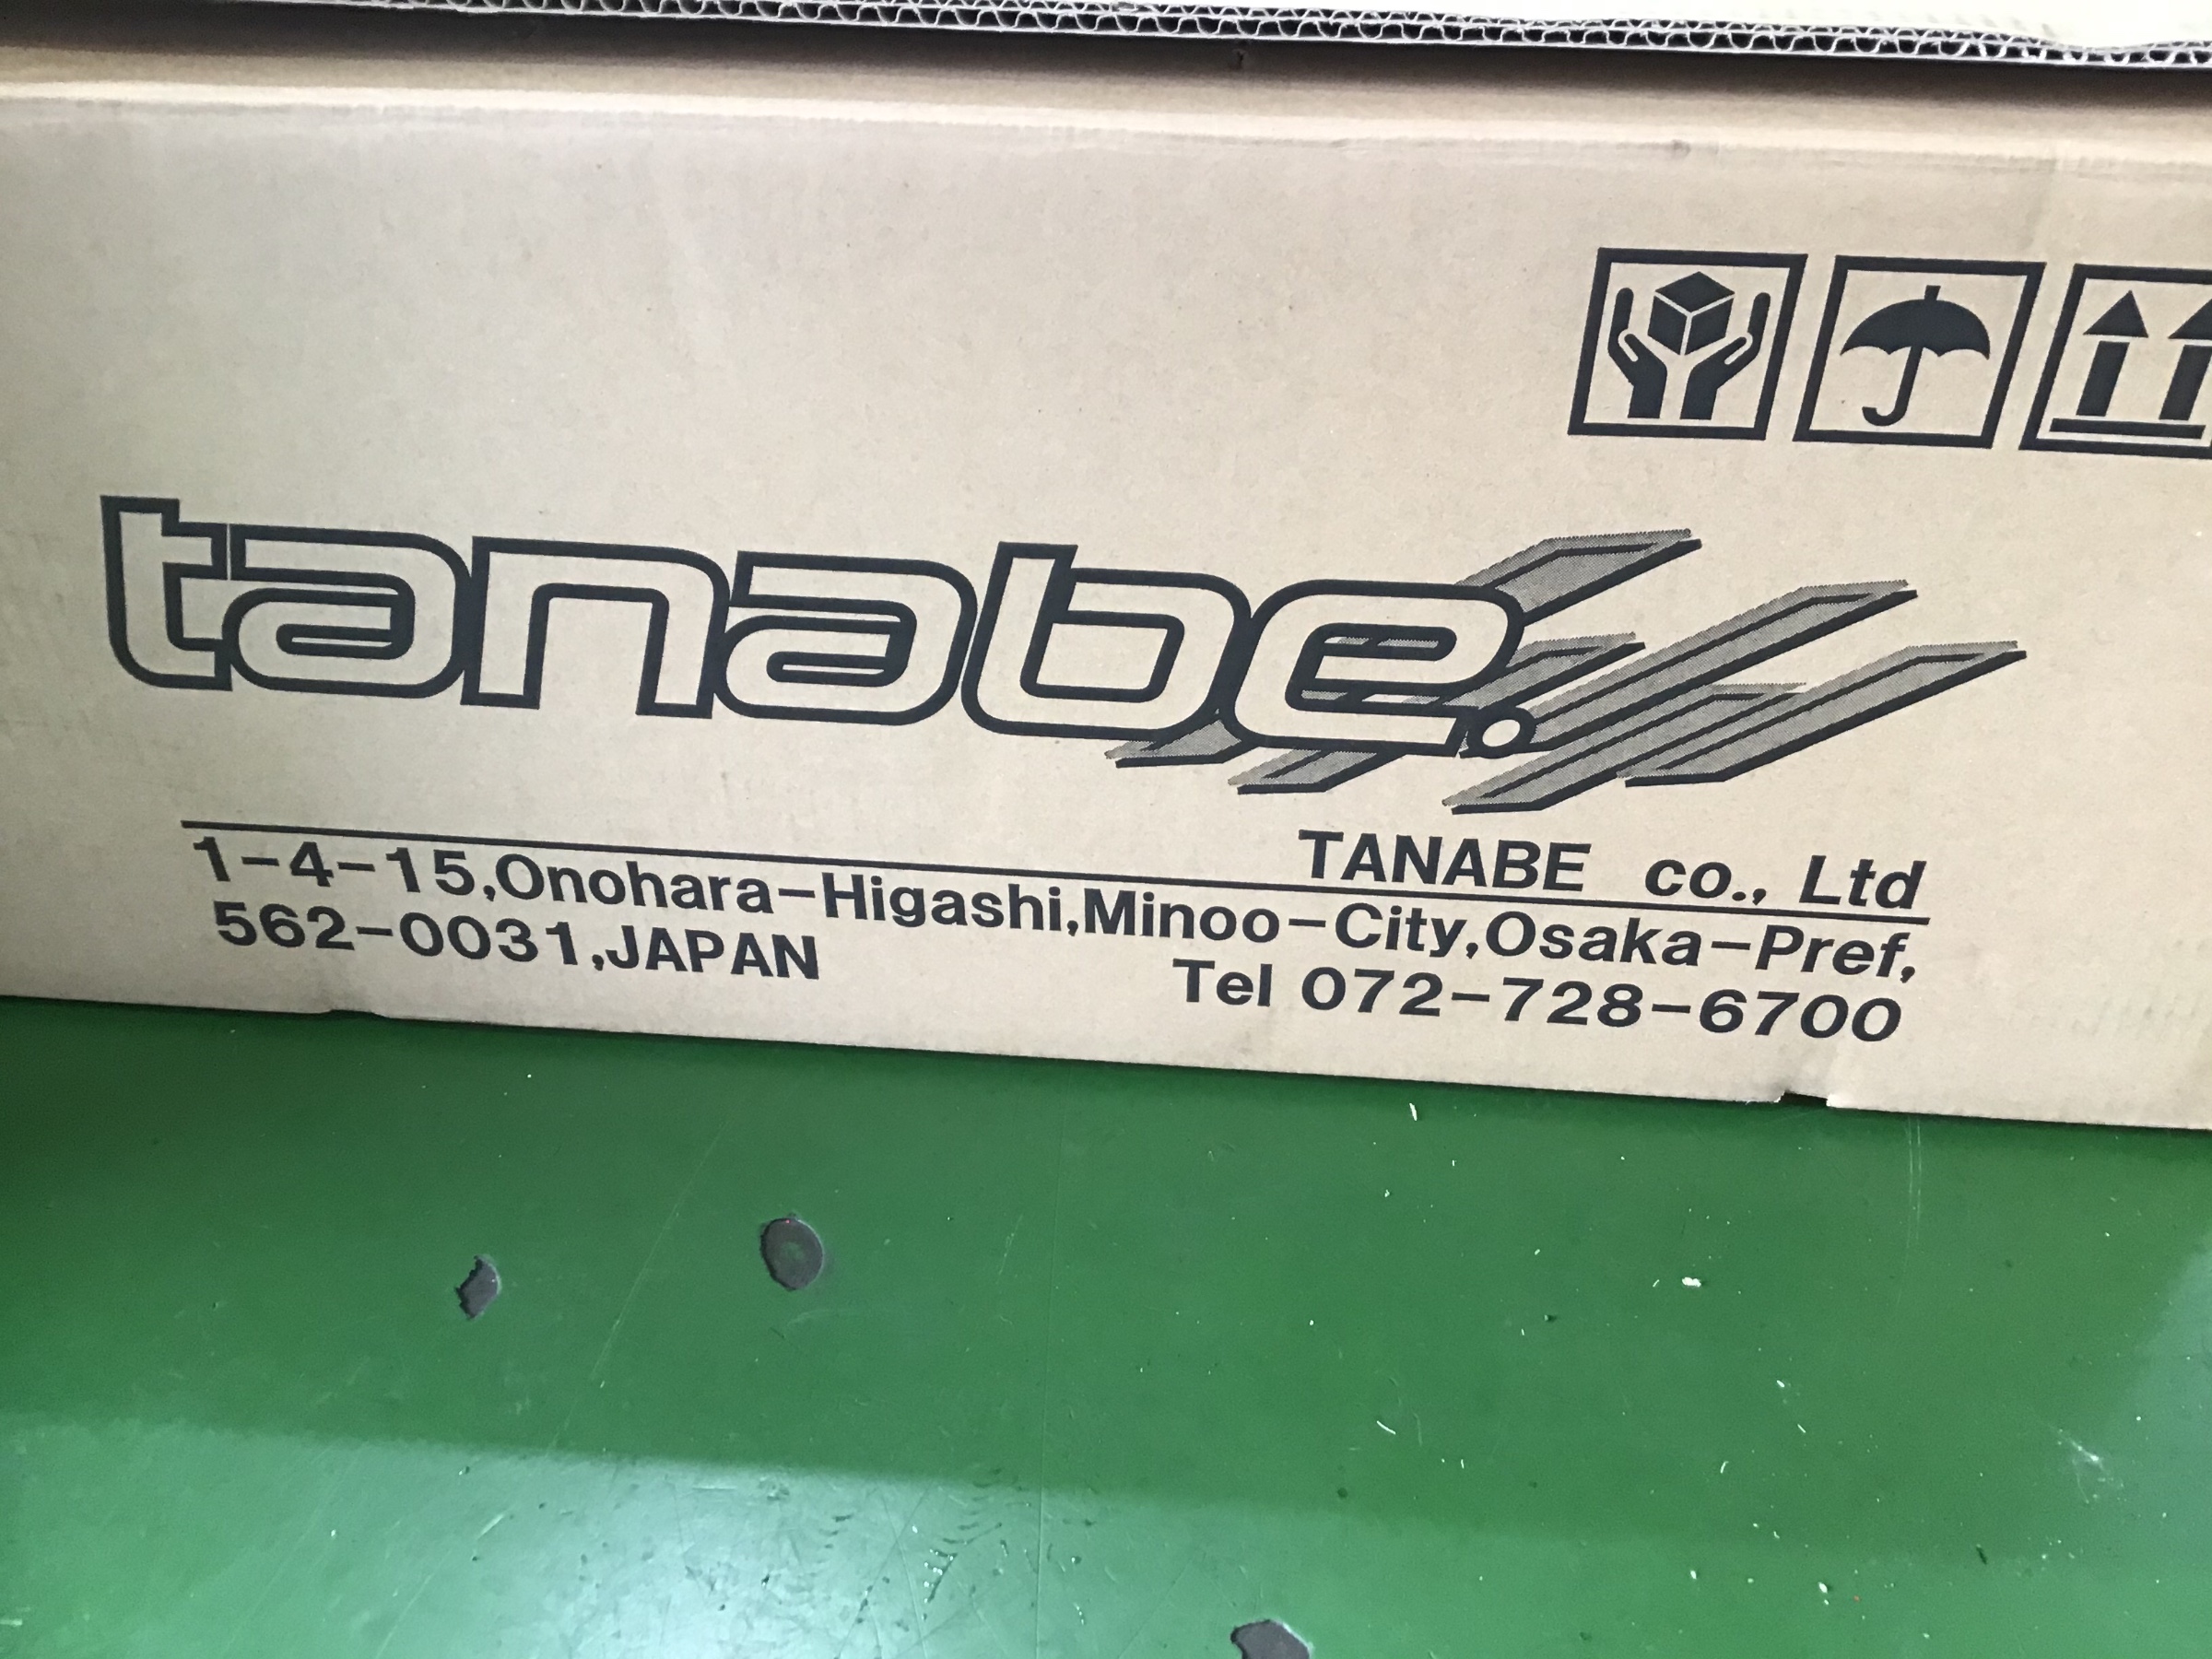 tanabe.
TANABE co., Ltd
1-4-15,Onohara-Higashi,Minoo-City,Osaka-Pref,
562-0031,JAPAN Tel 072-728-6700